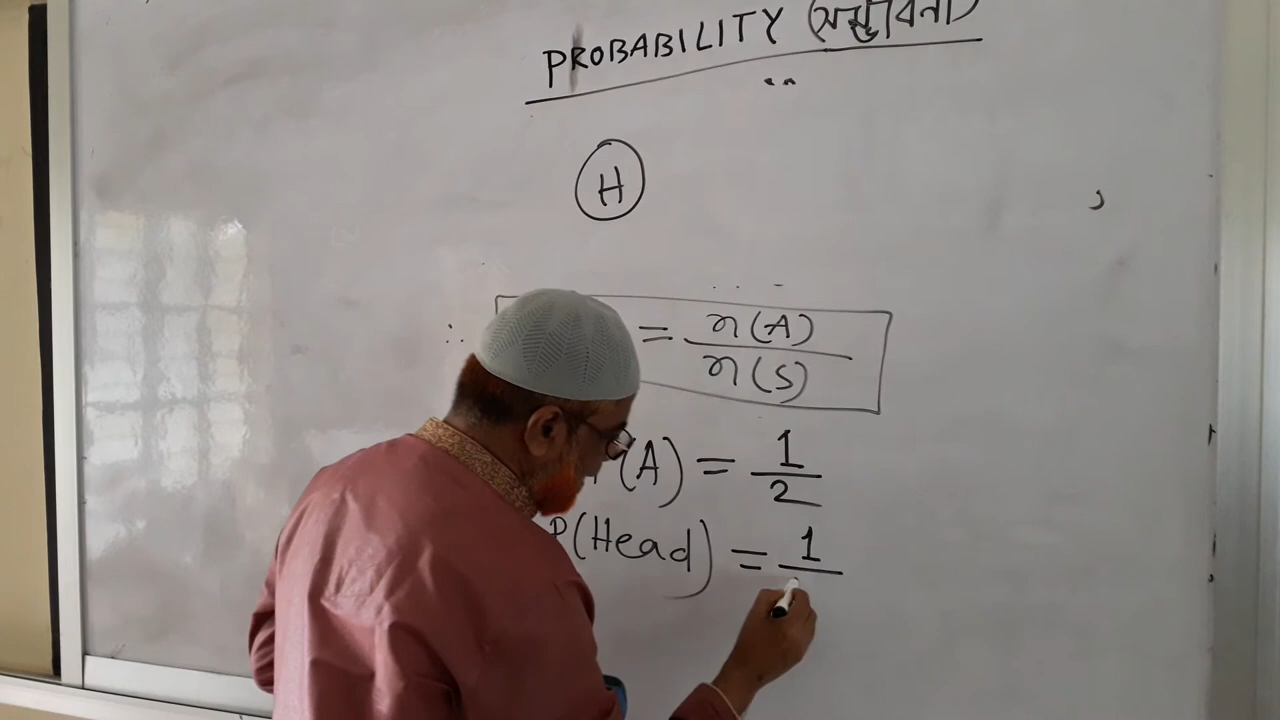 PROBABILITY (সম্ভাবনা)
H
∴ = n(A)
n(S)
(A) = 1
2
P(Head) = 1